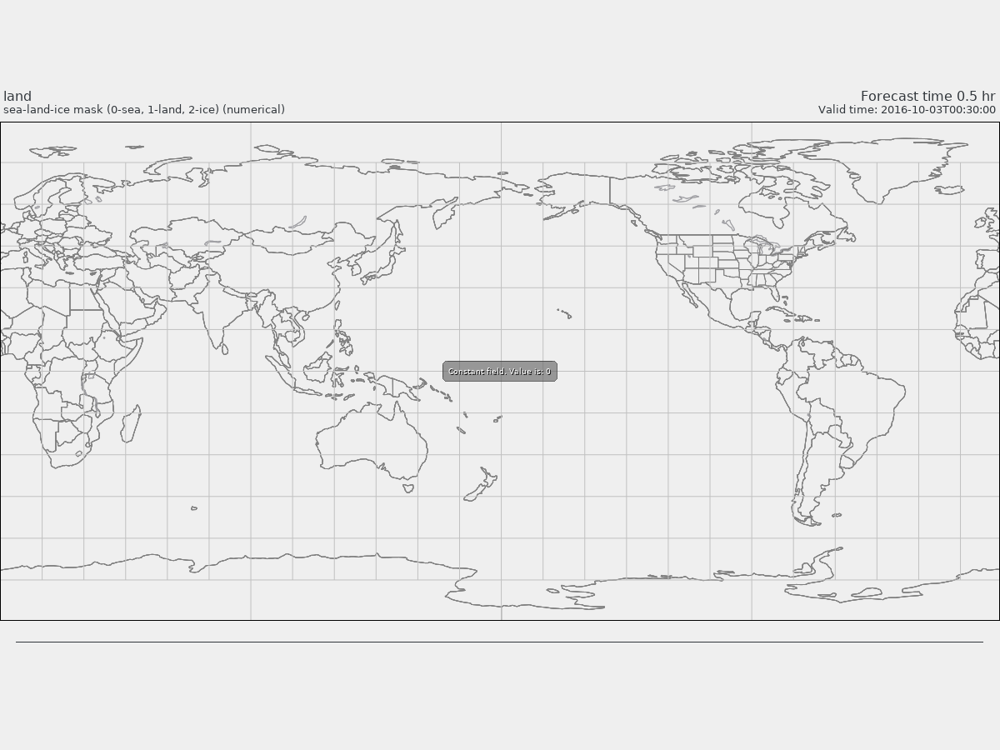 land
Forecast time 0.5 hr
sea-land-ice mask (0-sea, 1-land, 2-ice) (numerical)
Valid time: 2016-10-03T00:30:00
Constant field. Value is: 0